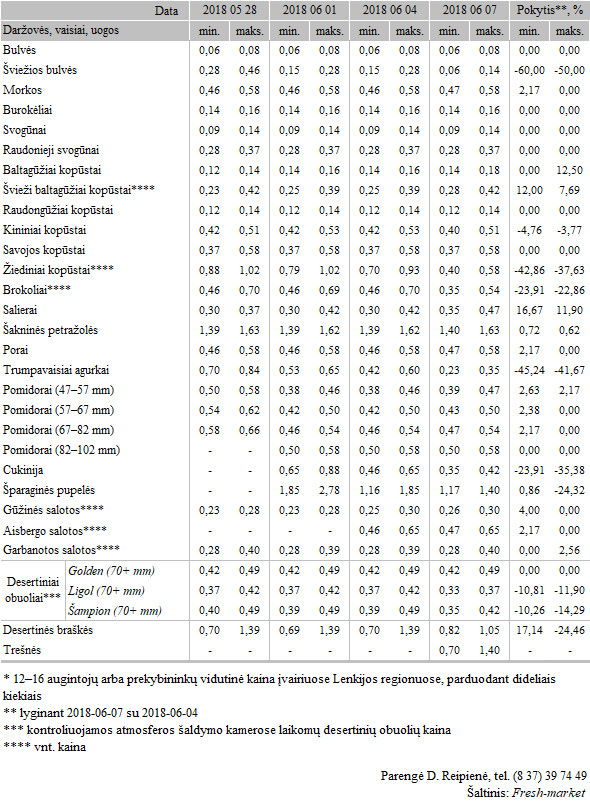 Data 2018 05 28 2018 06 01 2018 06 04 2018 06 07 Pokytis**, %
Daržovės, vaisiai, uogos min. maks. min. maks. min. maks. min. maks. min. maks.
Bulvės 0,06 0,08 0,06 0,08 0,06 0,08 0,06 0,08 0,00 0,00
Šviežios bulvės 0,28 0,46 0,15 0,28 0,15 0,28 0,06 0,14 -60,00 -50,00
Morkos 0,46 0,58 0,46 0,58 0,46 0,58 0,47 0,58 2,17 0,00
Burokėliai 0,14 0,16 0,14 0,16 0,14 0,16 0,14 0,16 0,00 0,00
Svogūnai 0,09 0,14 0,09 0,14 0,09 0,14 0,09 0,14 0,00 0,00
Raudonieji svogūnai 0,28 0,37 0,28 0,37 0,28 0,37 0,28 0,37 0,00 0,00
Baltagūžiai kopūstai 0,12 0,14 0,14 0,16 0,14 0,16 0,14 0,18 0,00 12,50
Švieži baltagūžiai kopūstai**** 0,23 0,42 0,25 0,39 0,25 0,39 0,28 0,42 12,00 7,69
Raudongūžiai kopūstai 0,12 0,14 0,12 0,14 0,12 0,14 0,12 0,14 0,00 0,00
Kininiai kopūstai 0,42 0,51 0,42 0,53 0,42 0,53 0,40 0,51 -4,76 -3,77
Savojos kopūstai 0,37 0,58 0,37 0,58 0,37 0,58 0,37 0,58 0,00 0,00
Žiediniai kopūstai**** 0,88 1,02 0,79 1,02 0,70 0,93 0,40 0,58 -42,86 -37,63
Brokoliai**** 0,46 0,70 0,46 0,69 0,46 0,70 0,35 0,54 -23,91 -22,86
Salierai 0,30 0,37 0,30 0,42 0,30 0,42 0,35 0,47 16,67 11,90
Šakninės petražolės 1,39 1,63 1,39 1,62 1,39 1,62 1,40 1,63 0,72 0,62
Porai 0,46 0,58 0,46 0,58 0,46 0,58 0,47 0,58 2,17 0,00
Trumpavaisiai agurkai 0,70 0,84 0,53 0,65 0,42 0,60 0,23 0,35 -45,24 -41,67
Pomidorai (47–57 mm) 0,50 0,58 0,38 0,46 0,38 0,46 0,39 0,47 2,63 2,17
Pomidorai (57–67 mm) 0,54 0,62 0,42 0,50 0,42 0,50 0,43 0,50 2,38 0,00
Pomidorai (67–82 mm) 0,58 0,66 0,46 0,54 0,46 0,54 0,47 0,54 2,17 0,00
Pomidorai (82–102 mm) - - 0,50 0,58 0,50 0,58 0,50 0,58 0,00 0,00
Cukinija 0,65 0,88 0,46 0,65 0,35 0,42 -23,91 -35,38
Šparaginės pupelės - - 1,85 2,78 1,16 1,85 1,17 1,40 0,86 -24,32
Gūžinės salotos**** 0,23 0,28 0,23 0,28 0,25 0,30 0,26 0,30 4,00 0,00
Aisbergo salotos**** - - - - 0,46 0,65 0,47 0,65 2,17 0,00
Garbanotos salotos**** 0,28 0,40 0,28 0,39 0,28 0,39 0,28 0,40 0,00 2,56
Desertiniai obuoliai*** Golden (70+ mm) 0,42 0,49 0,42 0,49 0,42 0,49 0,42 0,49 0,00 0,00
Ligol (70+ mm) 0,37 0,42 0,37 0,42 0,37 0,42 0,33 0,37 -10,81 -11,90
Šampion (70+ mm) 0,40 0,49 0,39 0,49 0,39 0,49 0,35 0,42 -10,26 -14,29
Desertinės braškės 0,70 1,39 0,69 1,39 0,70 1,39 0,82 1,05 17,14 -24,46
Trešnės - - - - - - 0,70 1,40 - -
* 12–16 augintojų arba prekybininkų vidutinė kaina įvairiuose Lenkijos regionuose, parduodant dideliais
kiekiais
** lyginant 2018-06-07 su 2018-06-04
*** kontroliuojamos atmosferos šaldymo kamerose laikomų desertinių obuolių kaina
**** vnt. kaina
Parengė D. Reipienė, tel. (8 37) 39 74 49
Šaltinis: Fresh-market